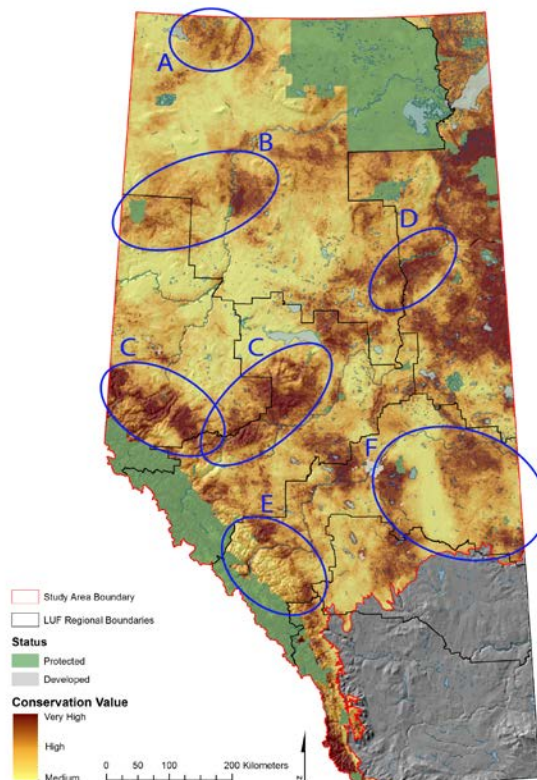 A
B
D
C
C
F
E
Study Area Boundary
LUF Regional Boundaries
Status
Protected
Developed
Conservation Value
Very High
High
Medium
0 50 100 200 Kilometers